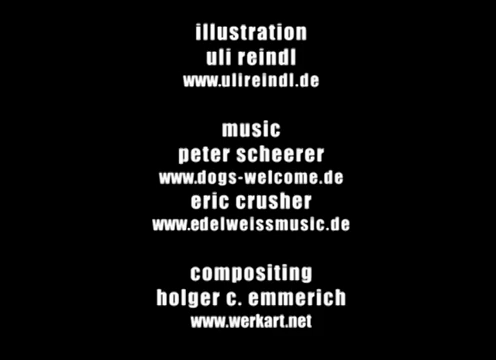 illustration
uli reindl
www.ulireindl.de
music
peter scheerer
www.dogs-welcome.de
eric crusher
www.edelweissmusic.de
compositing
holger c. emmerich
www.werkart.net